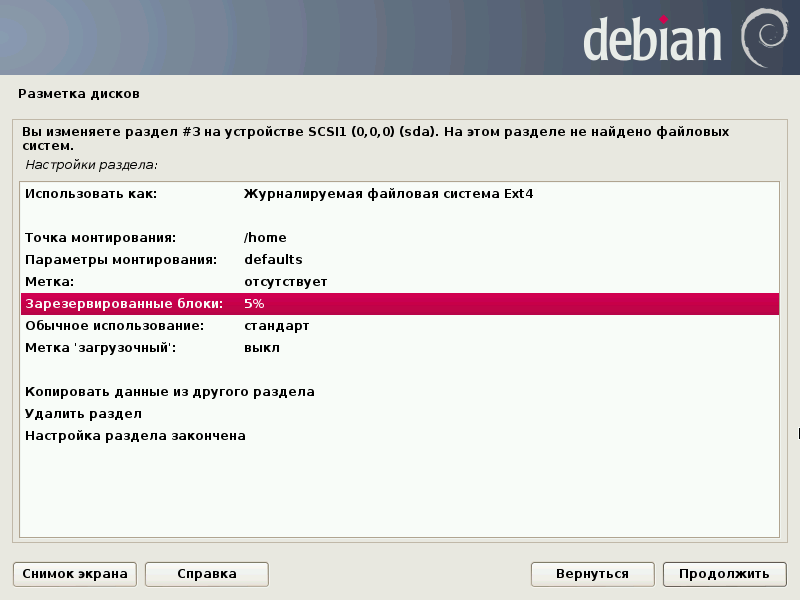 debian
Разметка дисков
Вы изменяете раздел #3 на устройстве SCSI1 (0,0,0) (sda). На этом разделе не найдено файловых
систем.
Настройки раздела:
Использовать как: Журналируемая файловая система Ext4
Точка монтирования: /home
Параметры монтирования: defaults
Метка: отсутствует
Зарезервированные блоки: 5%
Обычное использование: стандарт
Метка 'загрузочный': выкл
Копировать данные из другого раздела
Удалить раздел
Настройка раздела закончена
Снимок экрана Справка Вернуться Продолжить